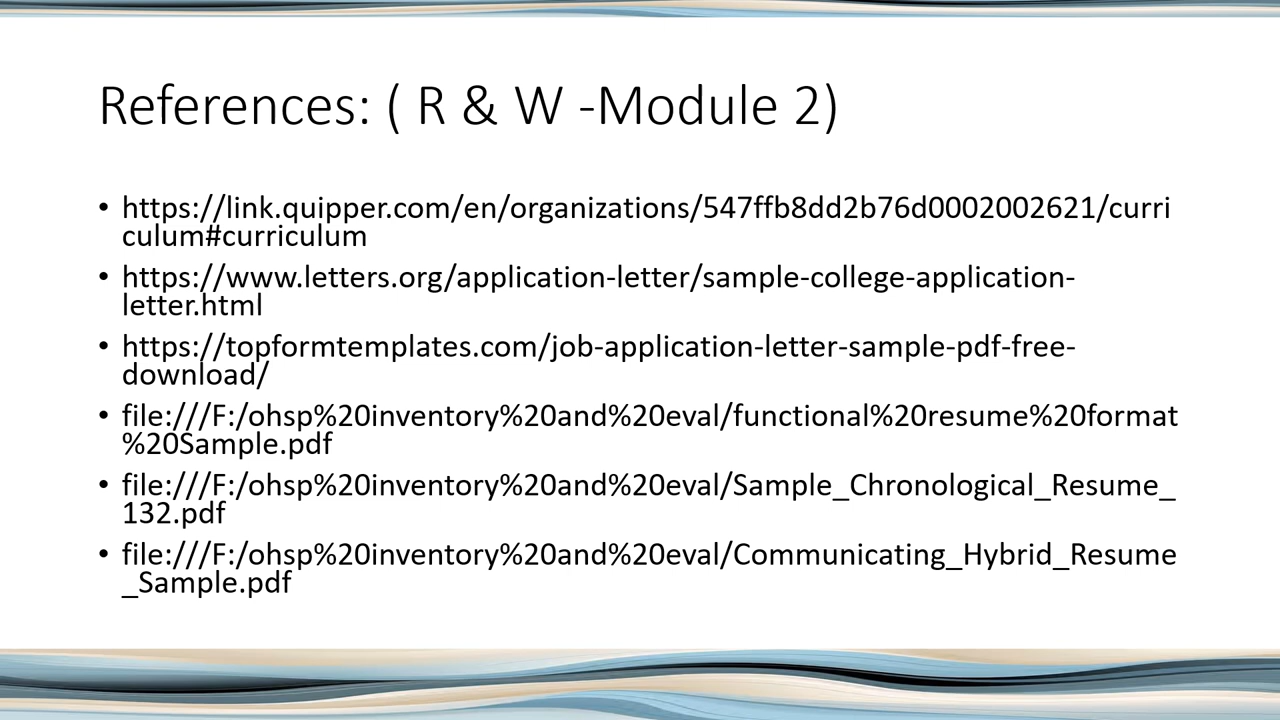 References: ( R & W -Module 2)
• https://link.quipper.com/en/organizations/547ffb8dd2b76d0002002621/curri
culum#curriculum
• https://www.letters.org/application-letter/sample-college-application-
letter.html
• https://topformtemplates.com/job-application-letter-sample-pdf-free-
download/
• file:///F:/ohsp%20inventory%20and%20eval/functional%20resume%20format
%20Sample.pdf
• file:///F:/ohsp%20inventory%20and%20eval/Sample_Chronological_Resume_
132.pdf
• file:///F:/ohsp%20inventory%20and%20eval/Communicating_Hybrid_Resume
_Sample.pdf